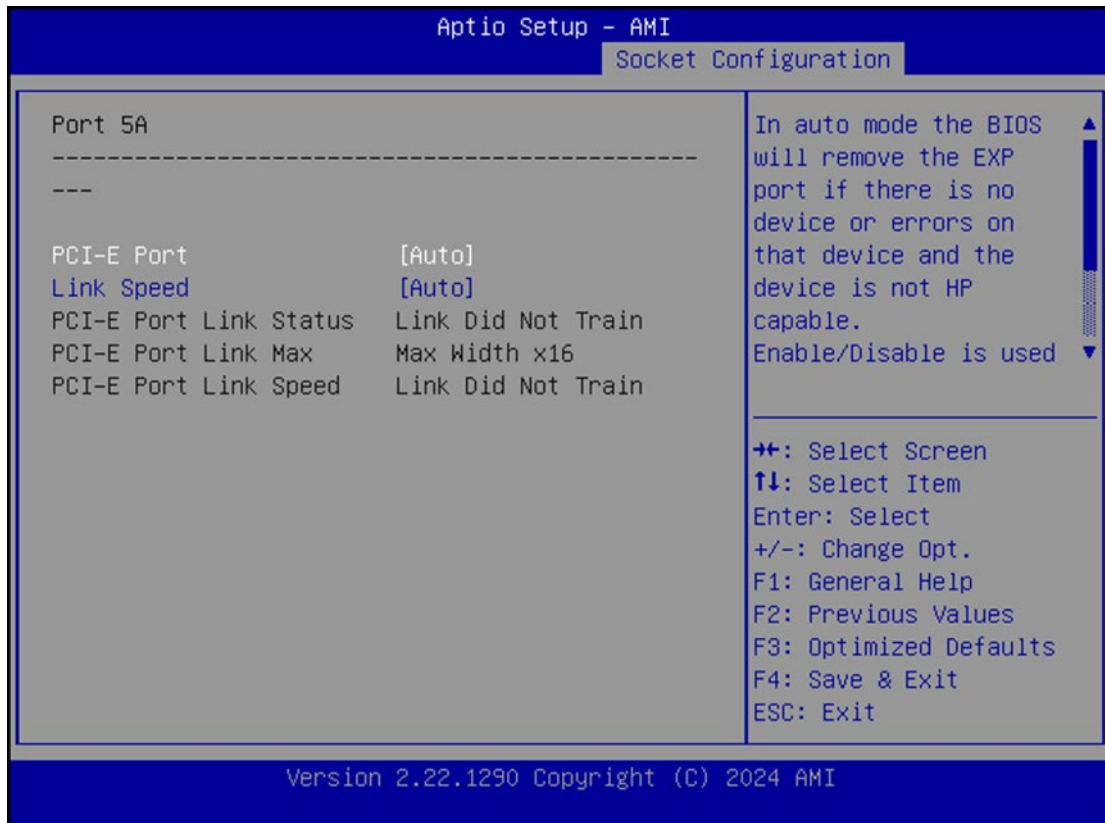 Aptio Setup – AMI
Socket Configuration
Port 5A
-----------------------------------------------
---
PCI-E Port [Auto]
Link Speed [Auto]
PCI-E Port Link Status Link Did Not Train
PCI-E Port Link Max Max Width x16
PCI-E Port Link Speed Link Did Not Train
In auto mode the BIOS
will remove the EXP
port if there is no
device or errors on
that device and the
device is not HP
capable.
Enable/Disable is used
→←: Select Screen
↑↓: Select Item
Enter: Select
+/-: Change Opt.
F1: General Help
F2: Previous Values
F3: Optimized Defaults
F4: Save & Exit
ESC: Exit
Version 2.22.1290 Copyright (C) 2024 AMI